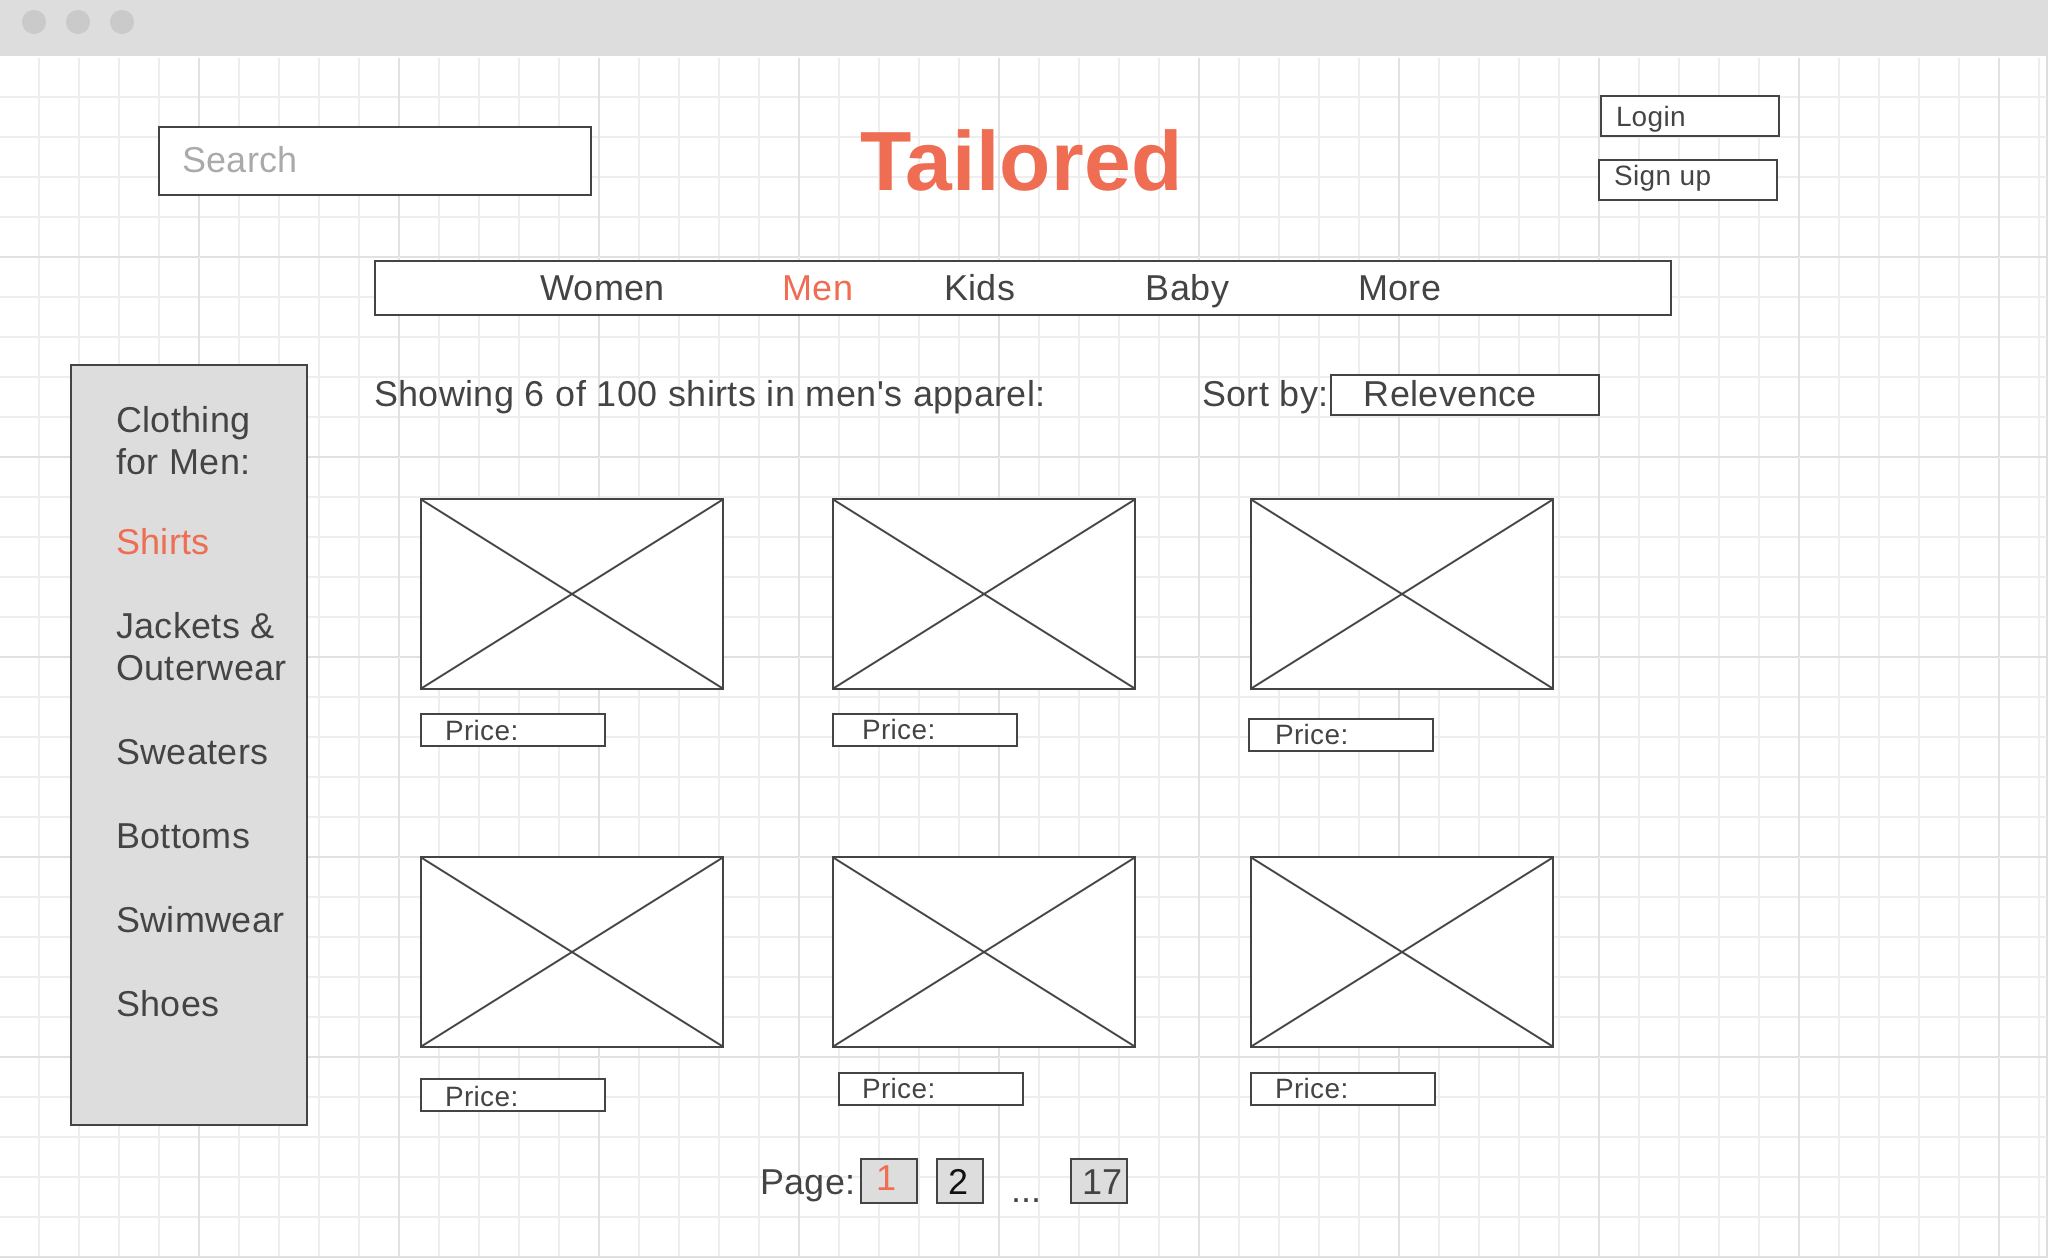 Search
Tailored
Login
Sign up
Women Men Kids Baby More
Showing 6 of 100 shirts in men's apparel:
Sort by: Relevence
Clothing
for Men:
Shirts
Jackets &
Outerwear
Sweaters
Bottoms
Swimwear
Shoes
Price: Price: Price:
Price: Price: Price:
Page: 1 2 ... 17